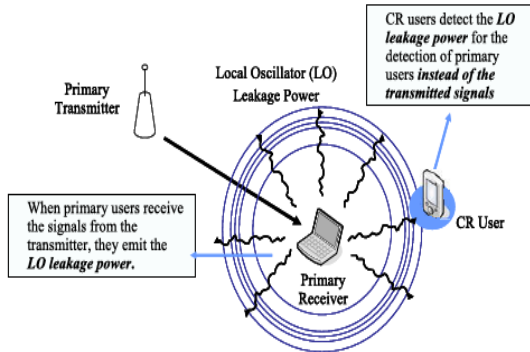 CR users detect the LO
leakage power for the
detection of primary
users instead of the
transmitted signals
Local Oscillator (LO)
Leakage Power
Primary
Transmitter
When primary users receive
the signals from the
transmitter, they emit the
LO leakage power.
CR User
Primary
Receiver